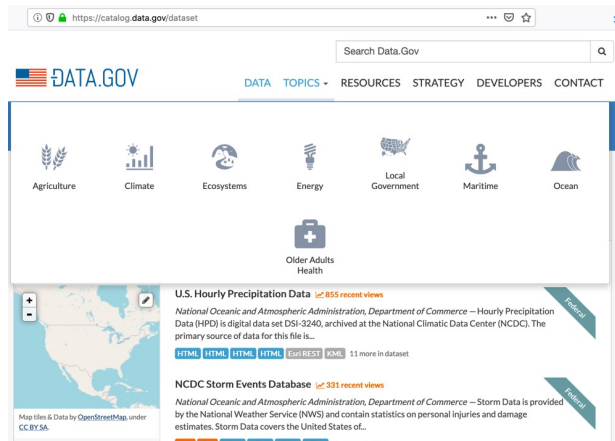 https://catalog.data.gov/dataset
Search Data.Gov
DATA.GOV
DATA TOPICS RESOURCES STRATEGY DEVELOPERS CONTACT
Agriculture
Climate
Ecosystems
Energy
Local
Government
Maritime
Ocean
Older Adults
Health
+
-
Map tiles & Data by OpenStreetMap, under
CC BY SA.
U.S. Hourly Precipitation Data 855 recent views
Federal
National Oceanic and Atmospheric Administration, Department of Commerce — Hourly Precipitation
Data (HPD) is digital data set DSI-3240, archived at the National Climatic Data Center (NCDC). The
primary source of data for this file is...
HTML HTML HTML HTML Esri REST KML 11 more in dataset
NCDC Storm Events Database 331 recent views
Federal
National Oceanic and Atmospheric Administration, Department of Commerce — Storm Data is provided
by the National Weather Service (NWS) and contain statistics on personal injuries and damage
estimates. Storm Data covers the United States of...